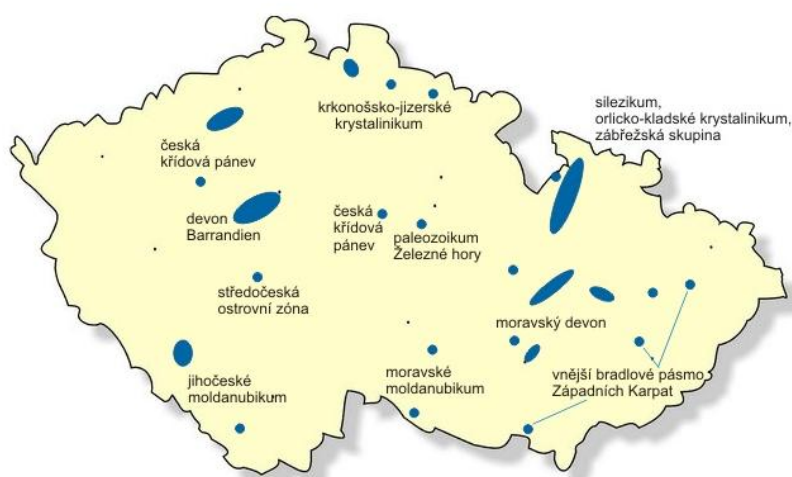 krkonošsko-jizerské
krystalinikum
silezikum,
orlicko-kladské krystalinikum,
zábřežská skupina
česká
křídová pánev
devon
Barrandien
česká
křídová
pánev
paleozoikum
Železné hory
středočeská
ostrovní zóna
moravský devon
jihočeské
moldanubikum
moravské
moldanubikum
vnější bradlové pásmo
Západních Karpat